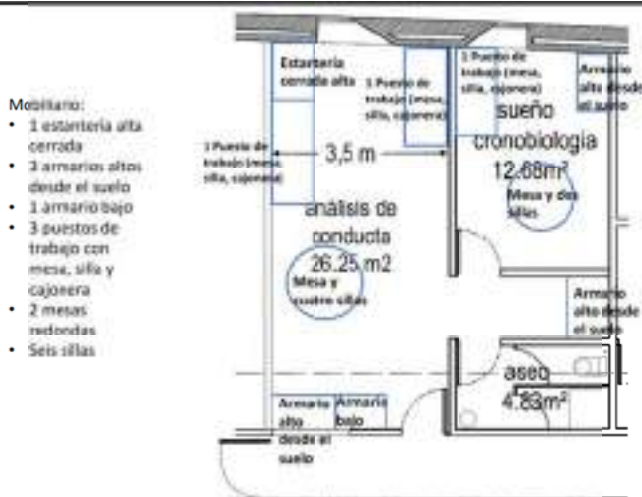 Mobiliario:
• 1 estantería alta
cerrada
• 3 armarios altos
desde el suelo
• 1 armario bajo
• 3 puestos de
trabajo con
mesa, silla y
cajonera
• 2 mesas
redondas
• Seis sillas
Estantería
cerrada alta
1 Puesto de
trabajo (mesa,
silla, cajonera)
1 Puesto de
trabajo (mesa,
silla, cajonera)
3,5 m
análisis de
conducta
26.25 m2
Mesa y
cuatro sillas
Armario
alto
desde el
suelo
Armario
bajo
1 Puesto de
trabajo (mesa,
silla, cajonera)
Armario
alto desde
el suelo
sueño
cronobiología
12.68m²
Mesa y dos
sillas
Armario
alto desde
el suelo
aseo
4.83m²